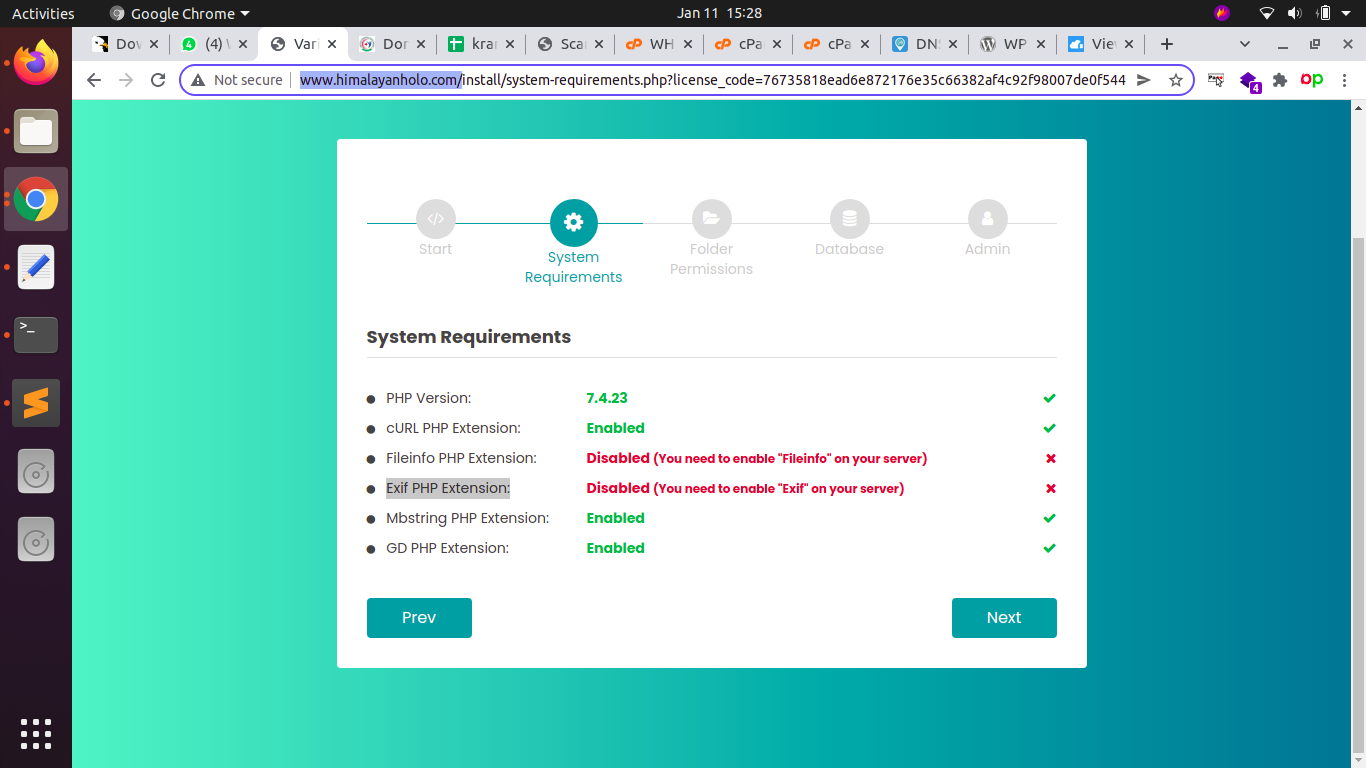 Activities
Google Chrome
Jan 11 15:28
Dov
(4) V
Vari
Dor
krar
Scar
WH
cPa
cPa
DNS
WP
Viev
Not secure
www.himalayanholo.com/install/system-requirements.php?license_code=76735818ead6e872176e35c66382af4c92f98007de0f544
4
Start
System
Requirements
Folder
Permissions
Database
Admin
System Requirements
PHP Version: 7.4.23
cURL PHP Extension: Enabled
Fileinfo PHP Extension: Disabled (You need to enable "Fileinfo" on your server)
Exif PHP Extension: Disabled (You need to enable "Exif" on your server)
Mbstring PHP Extension: Enabled
GD PHP Extension: Enabled
Prev
Next